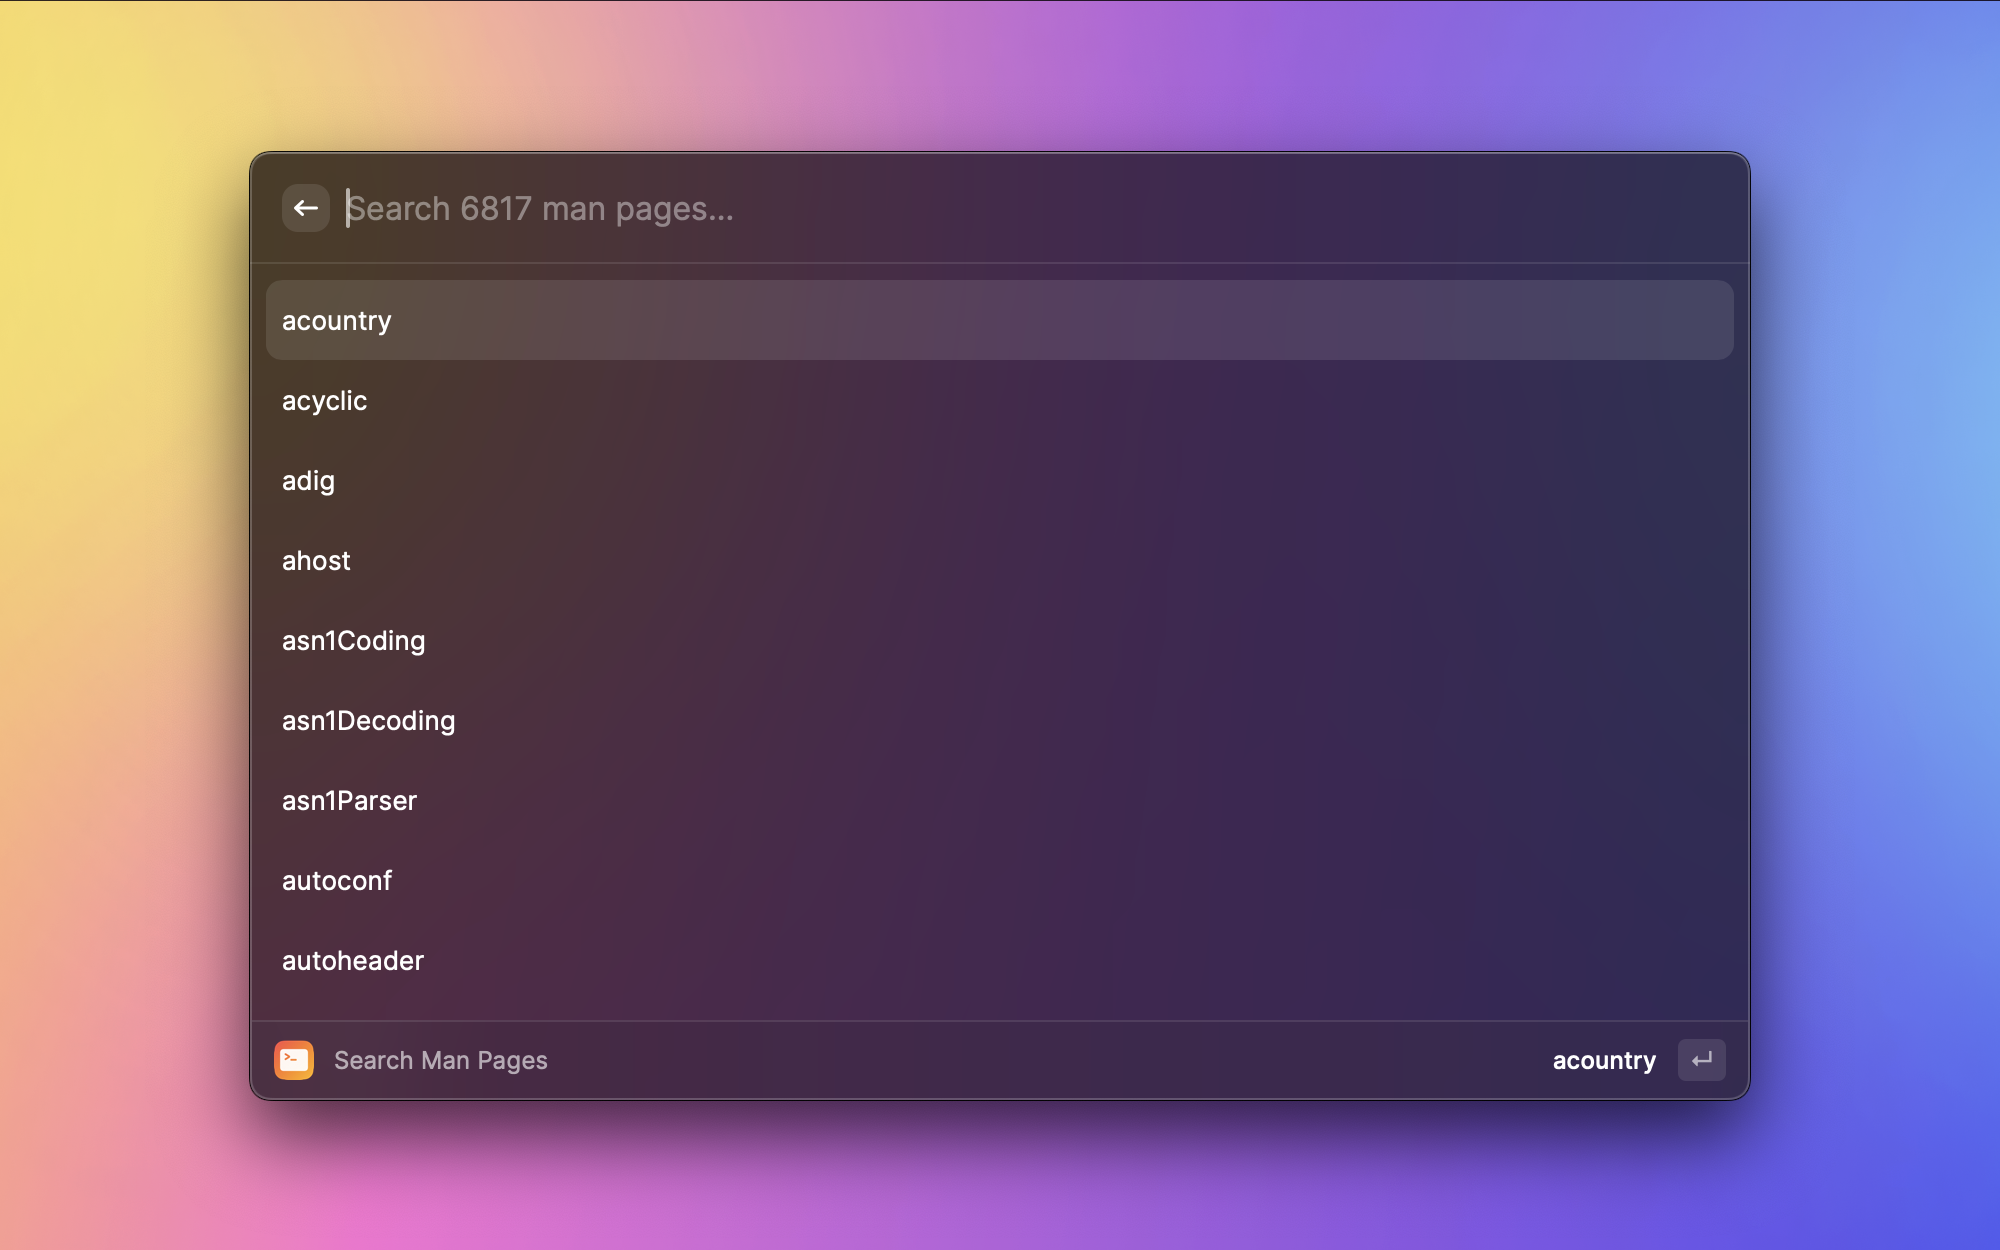 Search 6817 man pages...
acountry
acyclic
adig
ahost
asn1Coding
asn1Decoding
asn1Parser
autoconf
autoheader
Search Man Pages
acountry